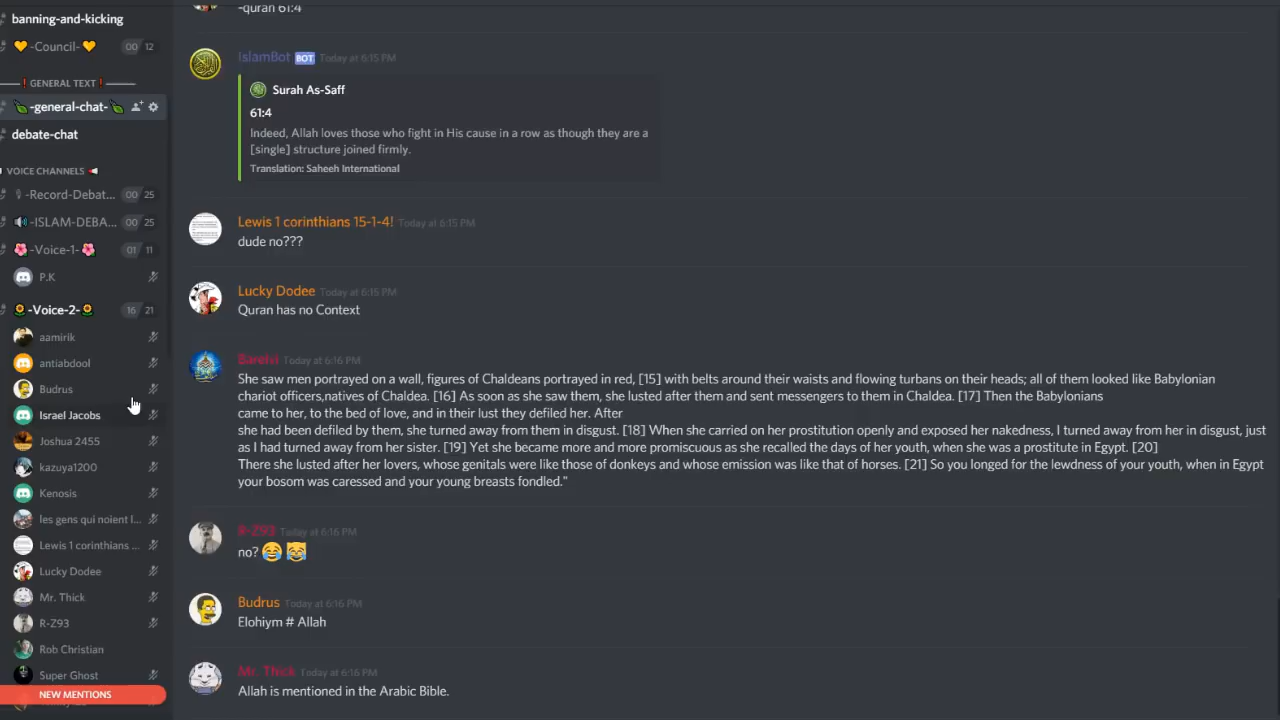 banning-and-kicking
-Council- 00 12
GENERAL TEXT
-general-chat-
debate-chat
VOICE CHANNELS
-Record-Debat... 00 25
-ISLAM-DEBA... 00 25
-Voice-1- 01 11
P.K
-Voice-2- 16 21
aamirik
antiabdool
Budrus
Israel Jacobs
Joshua 2455
kazuya1200
Kenosis
les gens qui noient l...
Lewis 1 corinthians ...
Lucky Dodee
Mr. Thick
R-Z93
Rob Christian
Super Ghost
NEW MENTIONS
-quran 61:4
IslamBot BOT Today at 6:15 PM
Surah As-Saff
61:4
Indeed, Allah loves those who fight in His cause in a row as though they are a
[single] structure joined firmly.
Translation: Saheeh International
Lewis 1 corinthians 15-1-4! Today at 6:15 PM
dude no???
Lucky Dodee Today at 6:15 PM
Quran has no Context
Barelvi Today at 6:16 PM
She saw men portrayed on a wall, figures of Chaldeans portrayed in red, [15] with belts around their waists and flowing turbans on their heads; all of them looked like Babylonian
chariot officers,natives of Chaldea. [16] As soon as she saw them, she lusted after them and sent messengers to them in Chaldea. [17] Then the Babylonians
came to her, to the bed of love, and in their lust they defiled her. After
she had been defiled by them, she turned away from them in disgust. [18] When she carried on her prostitution openly and exposed her nakedness, I turned away from her in disgust, just
as I had turned away from her sister. [19] Yet she became more and more promiscuous as she recalled the days of her youth, when she was a prostitute in Egypt. [20]
There she lusted after her lovers, whose genitals were like those of donkeys and whose emission was like that of horses. [21] So you longed for the lewdness of your youth, when in Egypt
your bosom was caressed and your young breasts fondled."
R-Z93 Today at 6:16 PM
no? 😂 😹
Budrus Today at 6:16 PM
Elohiym # Allah
Mr. Thick Today at 6:16 PM
Allah is mentioned in the Arabic Bible.